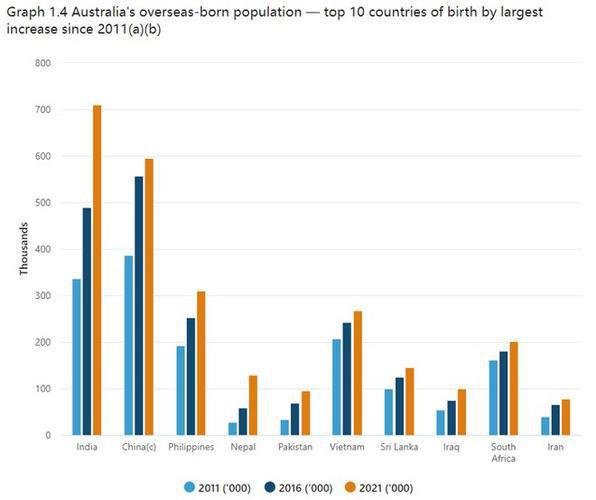 Graph 1.4 Australia's overseas-born population — top 10 countries of birth by largest
increase since 2011(a)(b)
800
700
600
500
400
300
200
100
0
Thousands
India China(c) Philippines Nepal Pakistan Vietnam Sri Lanka Iraq South Iran
Africa
2011 ('000) 2016 ('000) 2021 ('000)